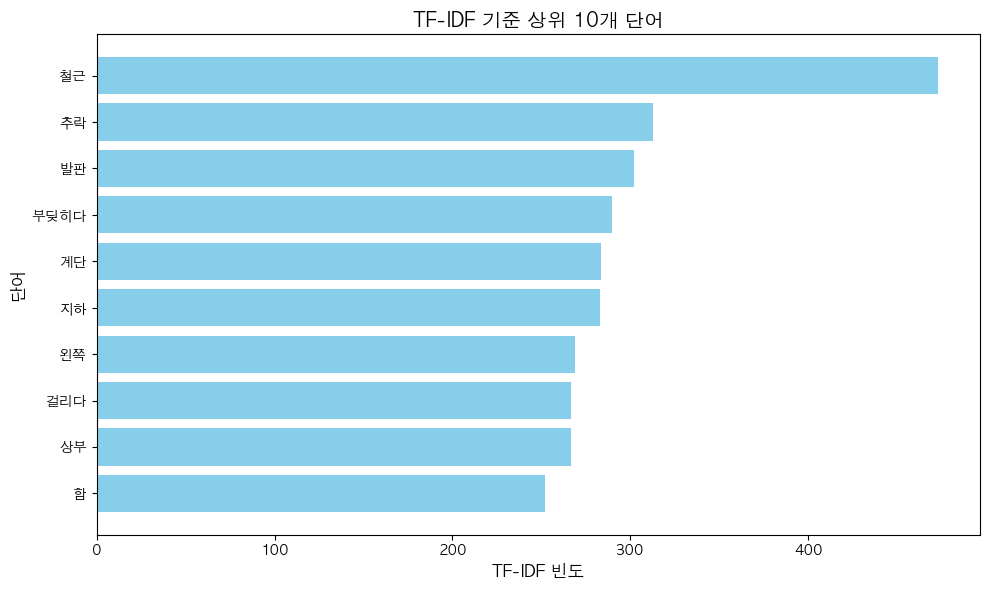 TF-IDF 기준 상위 10개 단어
철근
추락
발판
부딪히다
계단
지하
왼쪽
걸리다
상부
함
단어
0 100 200 300 400
TF-IDF 빈도